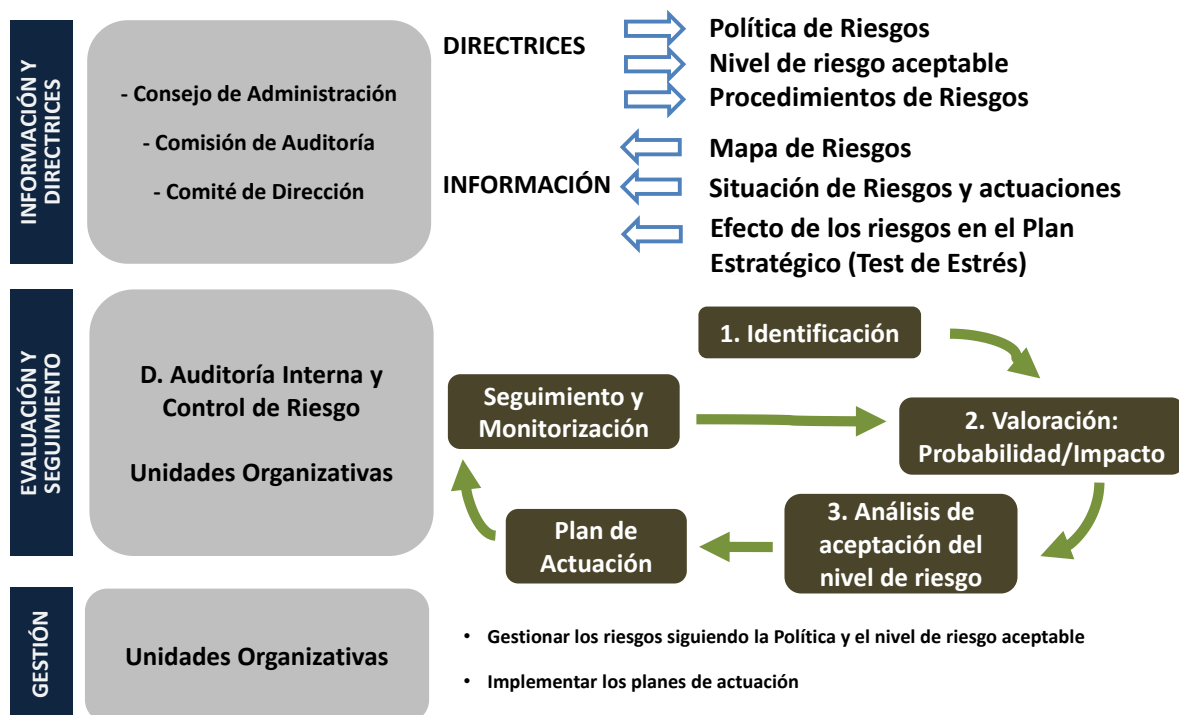 INFORMACIÓN Y
DIRECTRICES
- Consejo de Administración
- Comisión de Auditoría
- Comité de Dirección
DIRECTRICES
Política de Riesgos
Nivel de riesgo aceptable
Procedimientos de Riesgos
INFORMACIÓN
Mapa de Riesgos
Situación de Riesgos y actuaciones
Efecto de los riesgos en el Plan
Estratégico (Test de Estrés)
EVALUACIÓN Y
SEGUIMIENTO
D. Auditoría Interna y
Control de Riesgo
Unidades Organizativas
1. Identificación
2. Valoración:
Probabilidad/Impacto
3. Análisis de
aceptación del
nivel de riesgo
Plan de
Actuación
Seguimiento y
Monitorización
GESTIÓN
Unidades Organizativas
• Gestionar los riesgos siguiendo la Política y el nivel de riesgo aceptable
• Implementar los planes de actuación